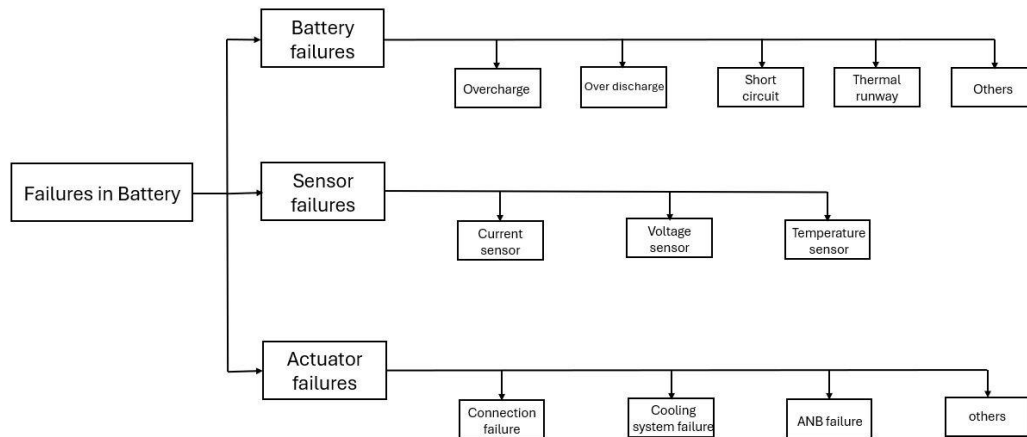 Battery
failures
Overcharge
Over discharge
Short
circuit
Thermal
runway
Others
Failures in Battery
Sensor
failures
Current
sensor
Voltage
sensor
Temperature
sensor
Actuator
failures
Connection
failure
Cooling
system failure
ANB failure
others